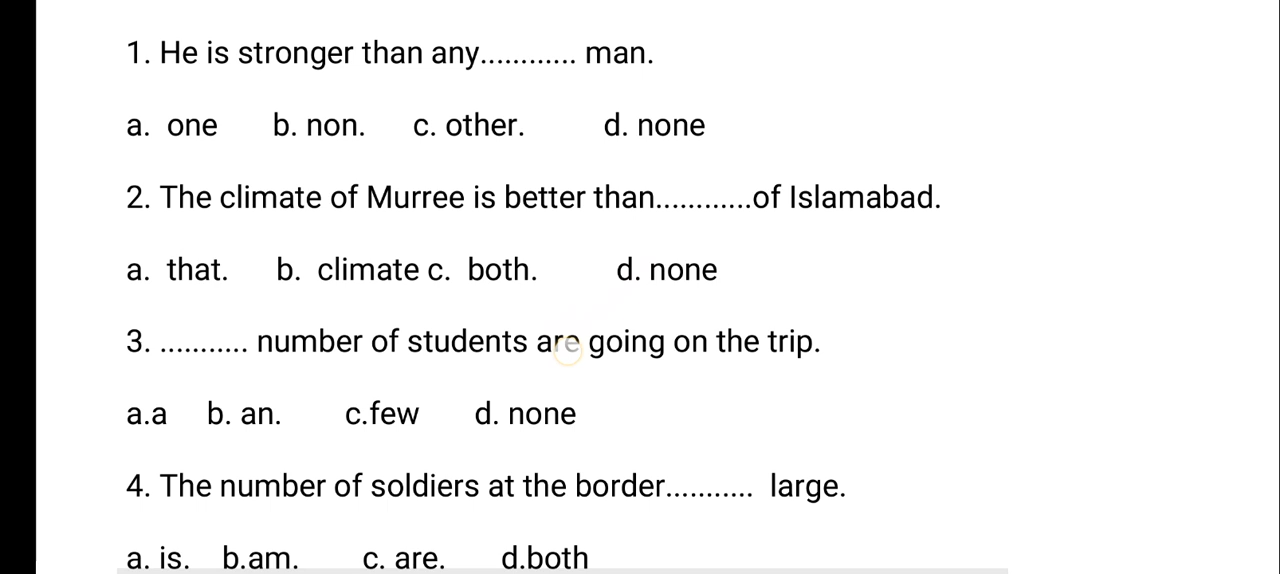 1. He is stronger than any............ man.
a. one b. non. c. other. d. none
2. The climate of Murree is better than............of Islamabad.
a. that. b. climate c. both. d. none
3. ........... number of students are going on the trip.
a.a b. an. c.few d. none
4. The number of soldiers at the border........... large.
a. is. b.am. c. are. d.both